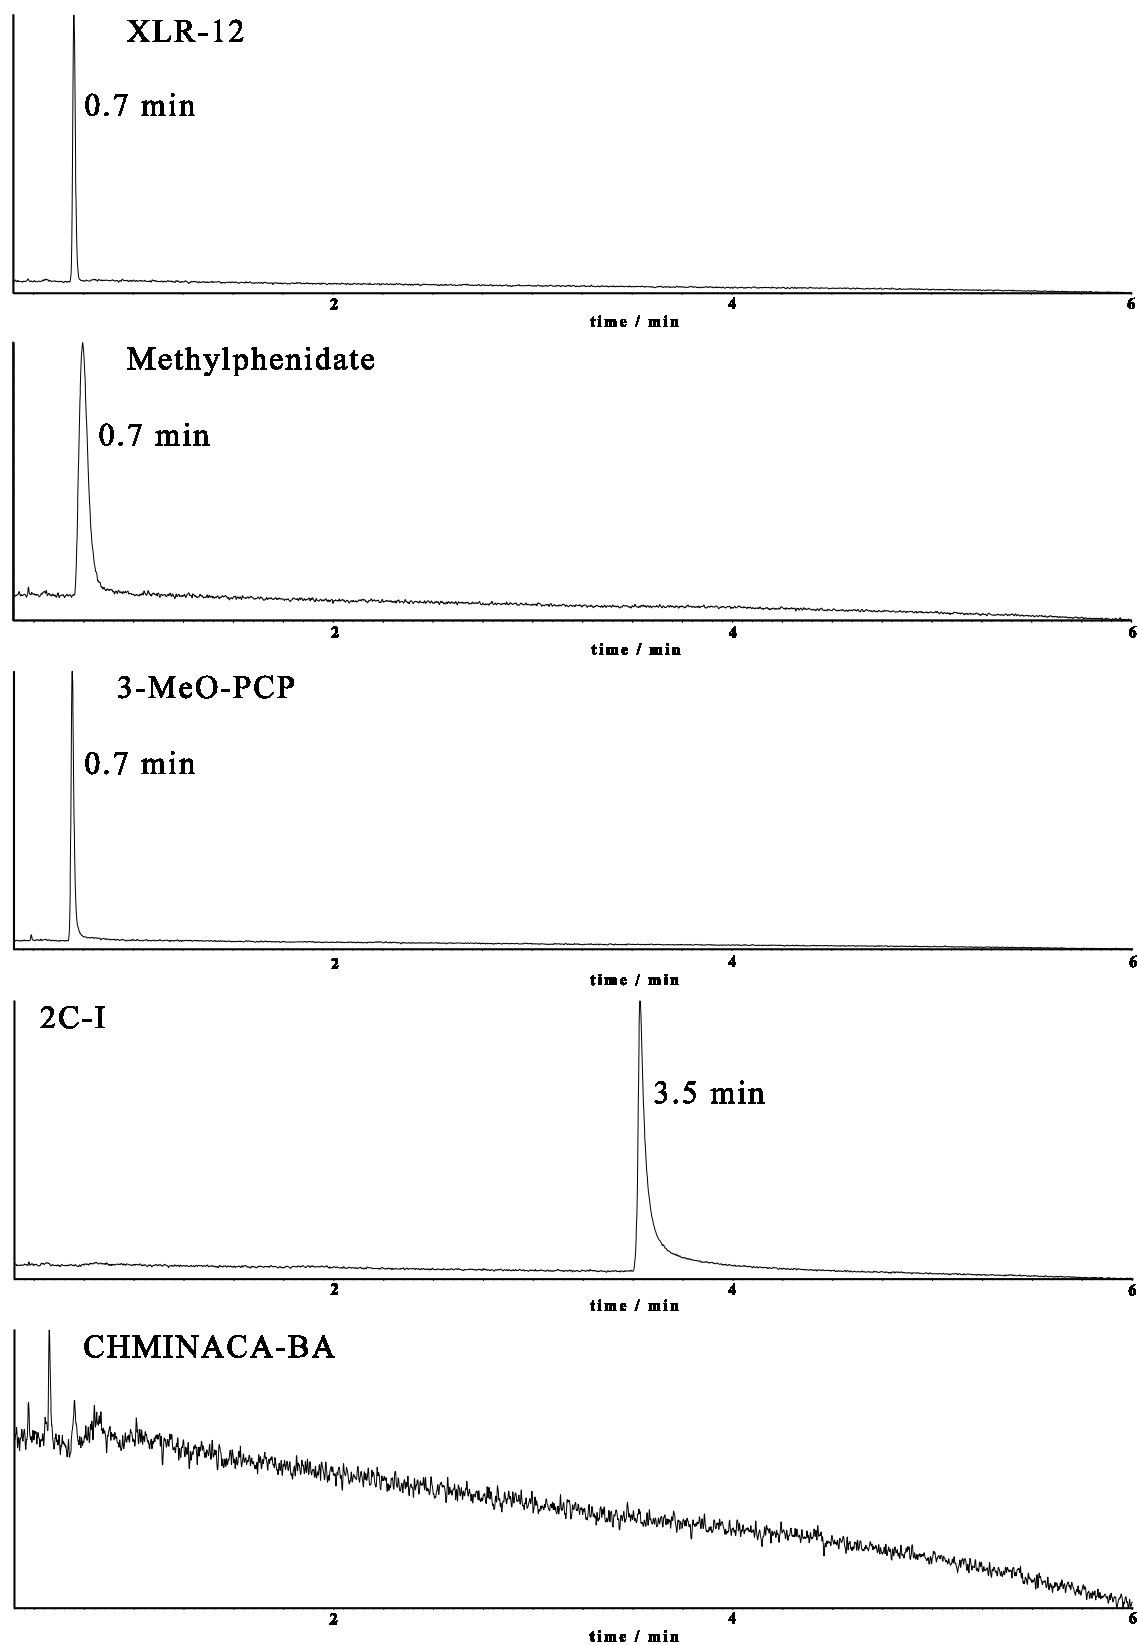 XLR-12
0.7 min
2 4 6
time / min
Methylphenidate
0.7 min
2 4 6
time / min
3-MeO-PCP
0.7 min
2 4 6
time / min
2C-I
3.5 min
2 4 6
time / min
CHMINACA-BA
2 4 6
time / min